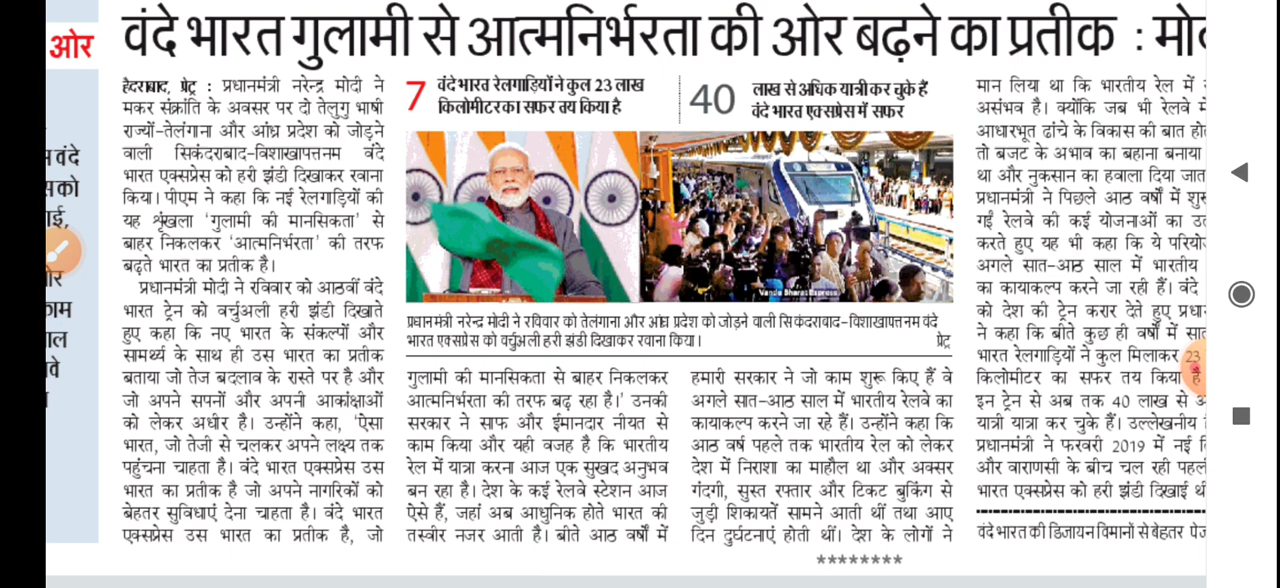 ओर
वंदे भारत गुलामी से आत्मनिर्भरता की ओर बढ़ने का प्रतीक :
वंदे
को
हैदराबाद, प्रेट्र : प्रधानमंत्री नरेन्द्र मोदी ने
मकर संक्रांति के अवसर पर दो तेलुगु भाषी
राज्यों-तेलंगाना और आंध्र प्रदेश को जोड़ने
वाली सिकंदराबाद-विशाखापत्तनम वंदे
भारत एक्सप्रेस को हरी झंडी दिखाकर रवाना
किया। पीएम ने कहा कि नई रेलगाड़ियों की
यह शृंखला 'गुलामी की मानसिकता' से
बाहर निकलकर 'आत्मनिर्भरता' की तरफ
बढ़ते भारत का प्रतीक है।
प्रधानमंत्री मोदी ने रविवार को आठवीं वंदे
भारत ट्रेन को वर्चुअली हरी झंडी दिखाते
हुए कहा कि नए भारत के संकल्पों और
सामर्थ्य के साथ ही उस भारत का प्रतीक
बताया जो तेज बदलाव के रास्ते पर है और
जो अपने सपनों और अपनी आकांक्षाओं
को लेकर अधीर है। उन्होंने कहा, 'ऐसा
भारत, जो तेजी से चलकर अपने लक्ष्य तक
पहुंचना चाहता है। वंदे भारत एक्सप्रेस उस
भारत का प्रतीक है जो अपने नागरिकों को
बेहतर सुविधाएं देना चाहता है। वंदे भारत
एक्सप्रेस उस भारत का प्रतीक है, जो
7 वंदे भारत रेलगाड़ियों ने कुल 23 लाख
किलोमीटर का सफर तय किया है
40 लाख से अधिक यात्री कर चुके हैं
वंदे भारत एक्सप्रेस में सफर
Vande Bharat Express
प्रधानमंत्री नरेन्द्र मोदी ने रविवार को तेलंगाना और आंध्र प्रदेश को जोड़ने वाली सिकंदराबाद-विशाखापत्तनम वंदे
भारत एक्सप्रेस को वर्चुअली हरी झंडी दिखाकर रवाना किया। प्रेट्र
गुलामी की मानसिकता से बाहर निकलकर
आत्मनिर्भरता की तरफ बढ़ रहा है।' उनकी
सरकार ने साफ और ईमानदार नीयत से
काम किया और यही वजह है कि भारतीय
रेल में यात्रा करना आज एक सुखद अनुभव
बन रहा है। देश के कई रेलवे स्टेशन आज
ऐसे हैं, जहां अब आधुनिक होते भारत की
तस्वीर नजर आती है। बीते आठ वर्षों में
हमारी सरकार ने जो काम शुरू किए हैं वे
अगले सात-आठ साल में भारतीय रेलवे का
कायाकल्प करने जा रहे हैं। उन्होंने कहा कि
आठ वर्ष पहले तक भारतीय रेल को लेकर
देश में निराशा का माहौल था और अक्सर
गंदगी, सुस्त रफ्तार और टिकट बुकिंग से
जुड़ी शिकायतें सामने आती थीं तथा आए
दिन दुर्घटनाएं होती थीं। देश के लोगों ने
********
मान लिया था कि भारतीय रेल में
असंभव है। क्योंकि जब भी रेलवे में
आधारभूत ढांचे के विकास की बात
तो बजट के अभाव का बहाना बनाया
था और नुकसान का हवाला दिया
प्रधानमंत्री ने पिछले आठ वर्षों में
गईं रेलवे की कई योजनाओं का
करते हुए यह भी कहा कि ये
अगले सात-आठ साल में भारतीय
का कायाकल्प करने जा रही हैं। वंदे
को देश की ट्रेन करार देते हुए
ने कहा कि बीते कुछ ही वर्षों में
भारत रेलगाड़ियों ने कुल मिलाकर 23
किलोमीटर का सफर तय किया है
इन ट्रेन से अब तक 40 लाख से
यात्री यात्रा कर चुके हैं। उल्लेखनीय
प्रधानमंत्री ने फरवरी 2019 में नई
और वाराणसी के बीच चल रही
भारत एक्सप्रेस को हरी झंडी दिखाई
वंदे भारत की डिजायन विमानों से बेहतर